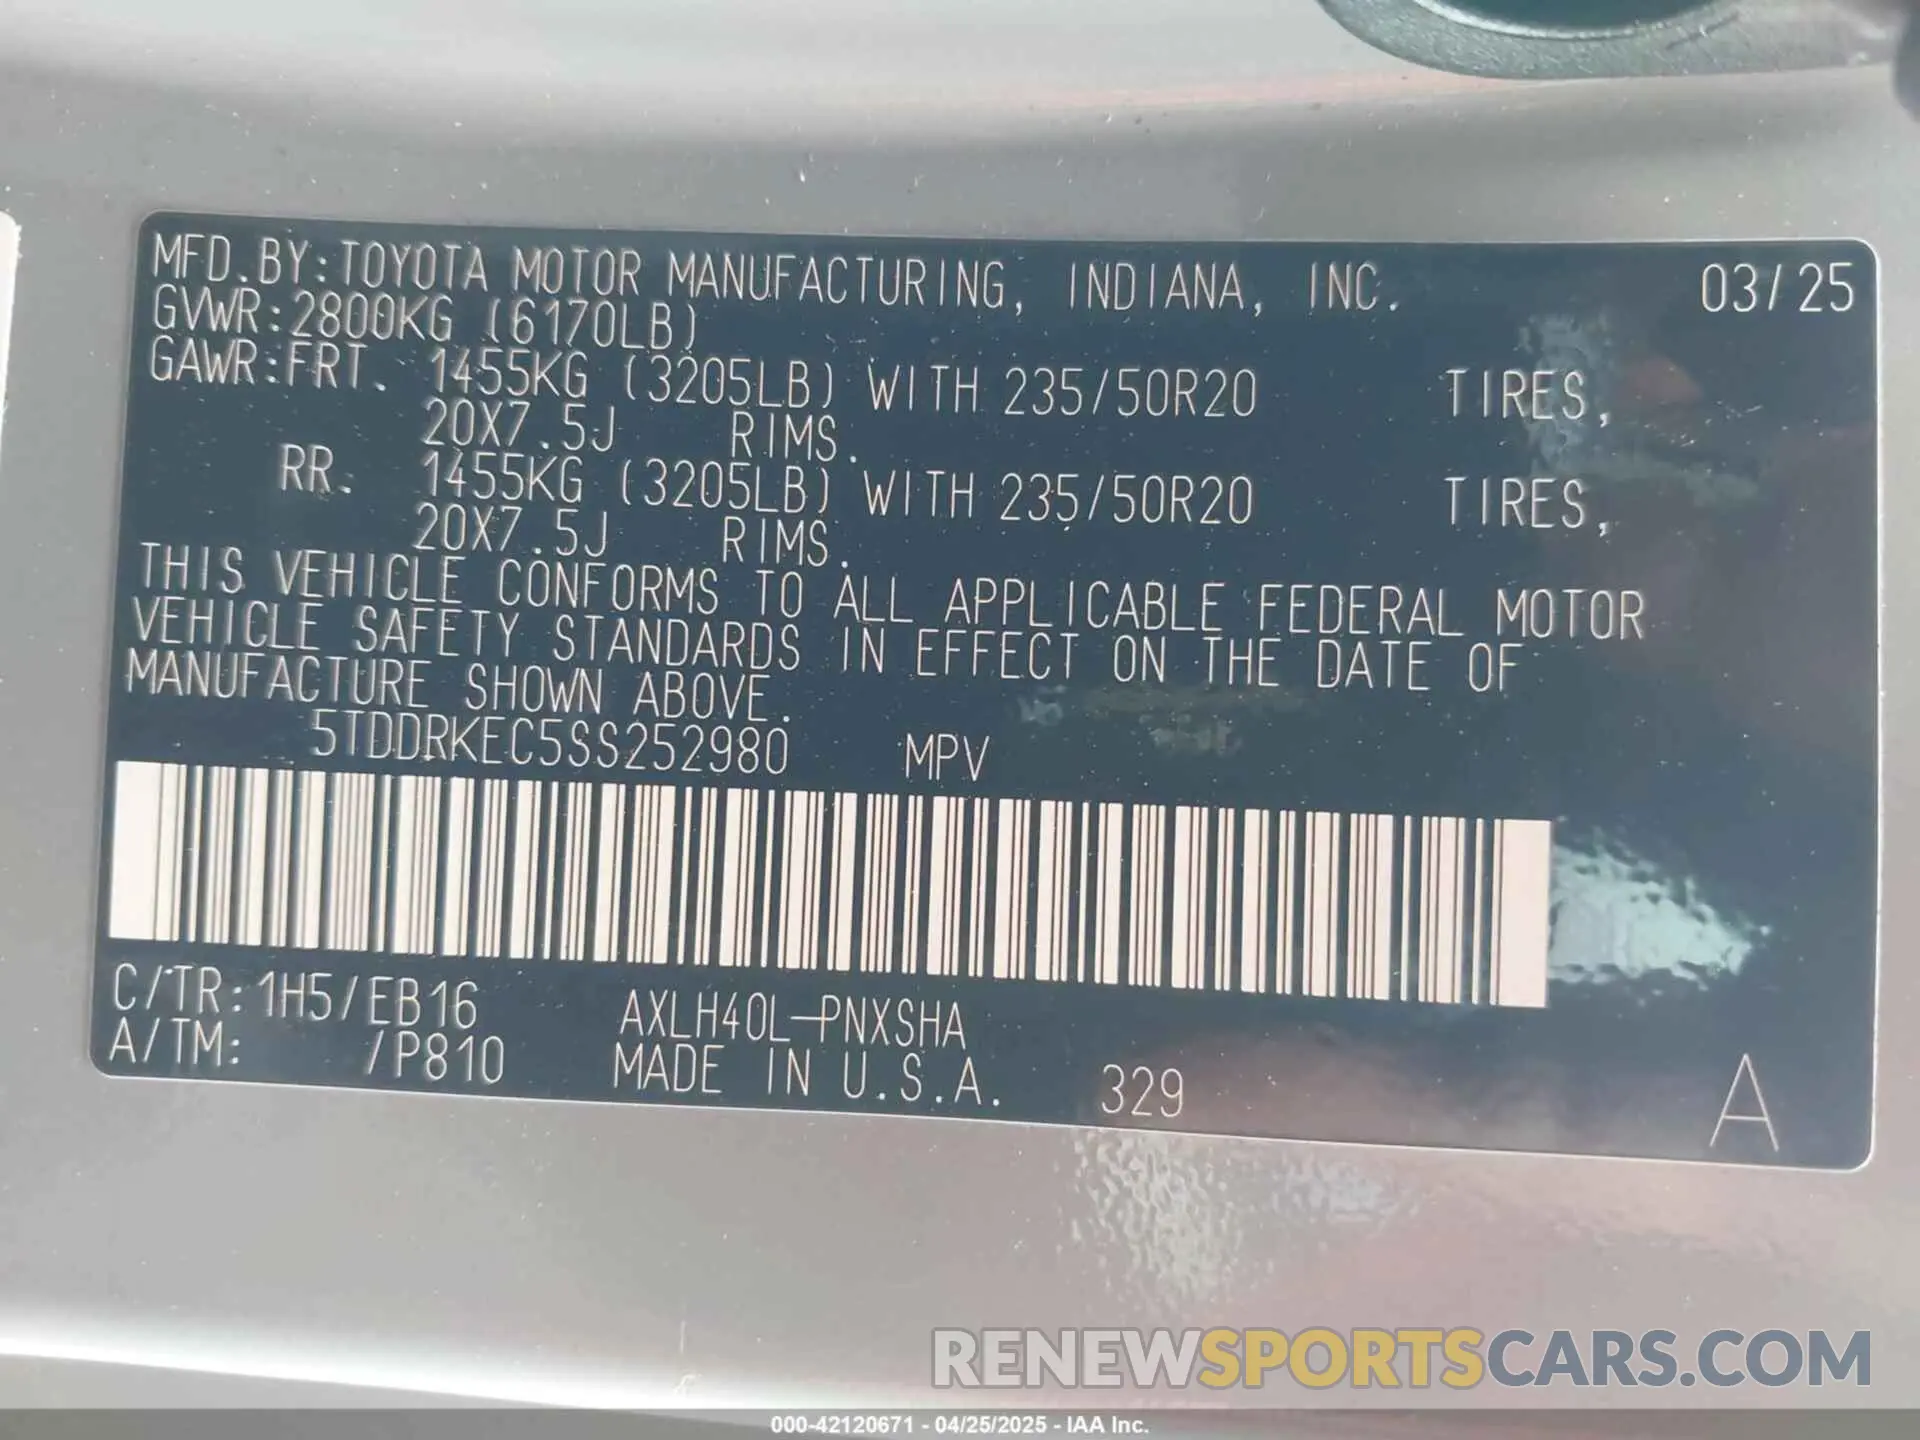 MFD.BY:TOYOTA MOTOR MANUFACTURING, INDIANA, INC. 03/25
GVWR:2800KG (6170LB)
GAWR:FRT. 1455KG (3205LB) WITH 235/50R20 TIRES,
20X7.5J RIMS.
RR. 1455KG (3205LB) WITH 235/50R20 TIRES,
20X7.5J RIMS.
THIS VEHICLE CONFORMS TO ALL APPLICABLE FEDERAL MOTOR
VEHICLE SAFETY STANDARDS IN EFFECT ON THE DATE OF
MANUFACTURE SHOWN ABOVE.
5TDDRKEC5SS252980 MPV
C/TR:1H5/EB16 AXLH40L-PNXSHA
A/TM: /P810 MADE IN U.S.A. 329 A
RENEWSPORTSCARS.COM
000-42120671 - 04/25/2025 - IAA Inc.